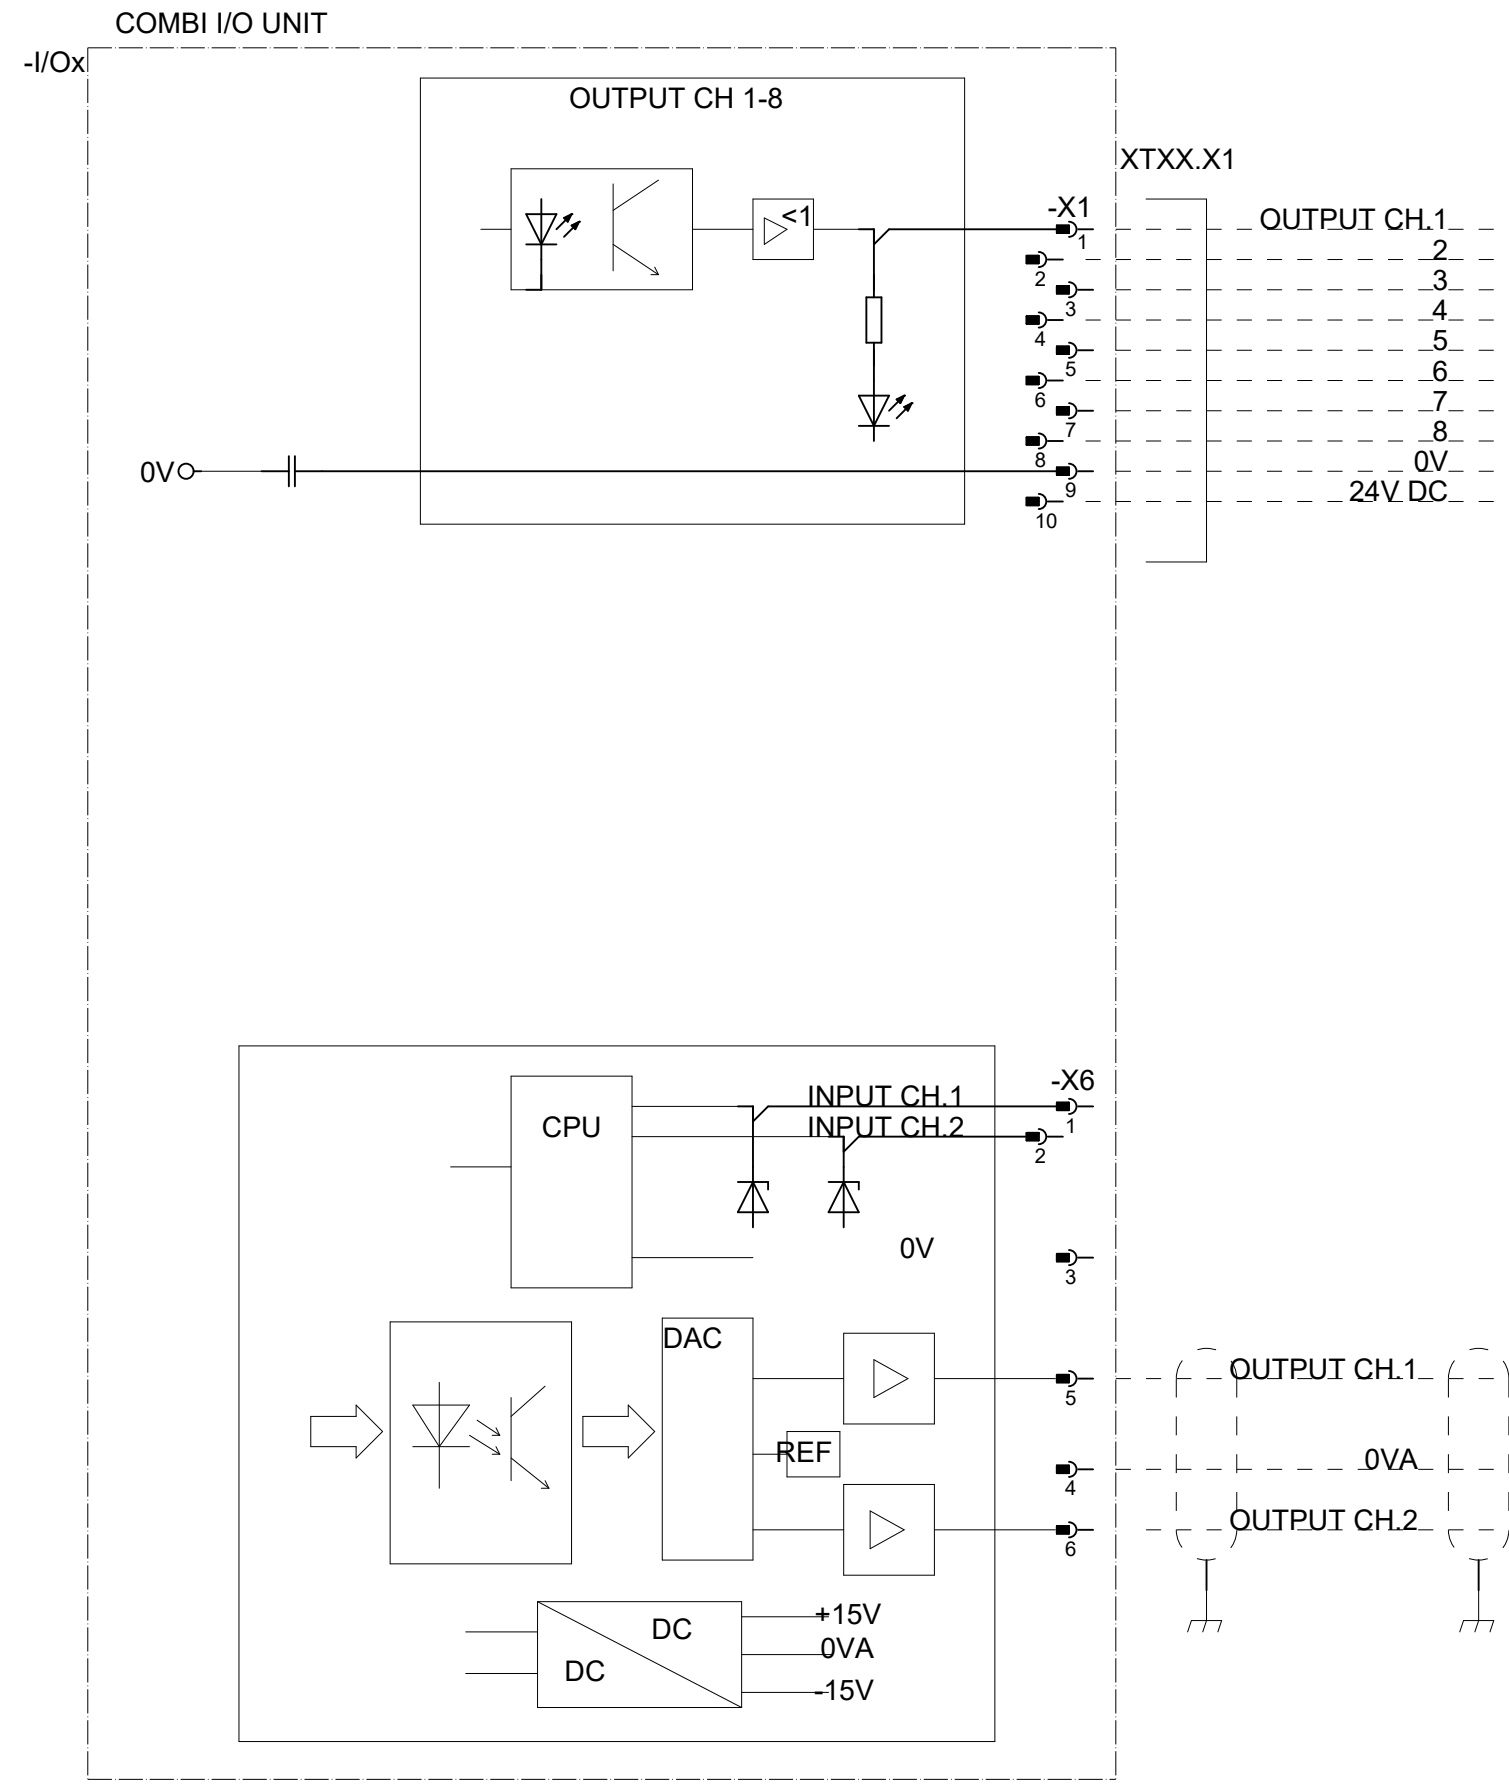 COMBI I/O UNIT
-I/Ox
OUTPUT CH 1-8
XTXX.X1
<1
-X1
OUTPUT CH.1
1
2
2
3
3
4
4
5
5
6
6
7
7
8
8
0V
0V
9
24V DC
10
-X6
INPUT CH.1
CPU
INPUT CH.2
1
2
0V
3
DAC
OUTPUT CH.1
5
REF
0VA
4
OUTPUT CH.2
6
+15V
DC
0VA
DC
-15V